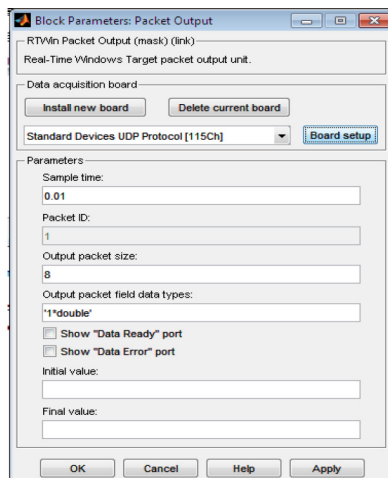 Block Parameters: Packet Output
RTWin Packet Output (mask) (link)
Real-Time Windows Target packet output unit.
Data acquisition board
Install new board
Delete current board
Standard Devices UDP Protocol [115Ch]
Board setup
Parameters
Sample time:
0.01
Packet ID:
1
Output packet size:
8
Output packet field data types:
'1*double'
Show "Data Ready" port
Show "Data Error" port
Initial value:
Final value:
OK Cancel Help Apply